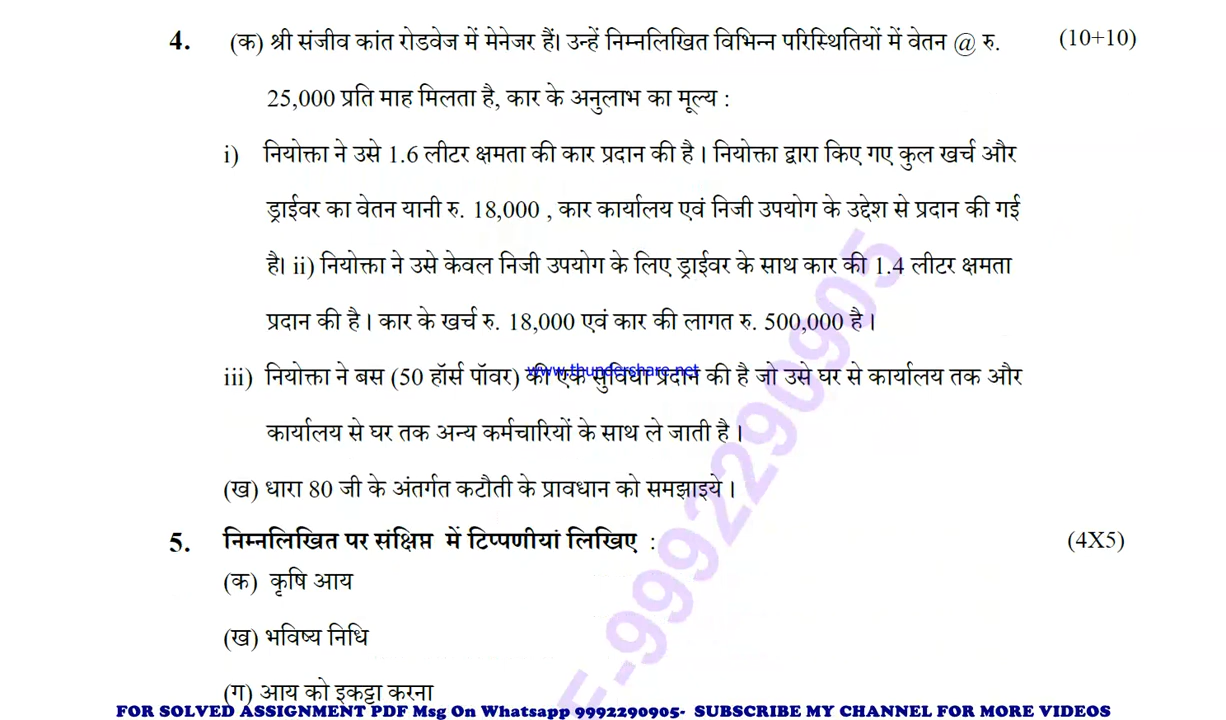 4. (क) श्री संजीव कांत रोडवेज में मेनेजर हैं। उन्हें निम्नलिखित विभिन्न परिस्थितियों में वेतन @ रु. (10+10)
25,000 प्रति माह मिलता है, कार के अनुलाभ का मूल्य :
i) नियोक्ता ने उसे 1.6 लीटर क्षमता की कार प्रदान की है। नियोक्ता द्वारा किए गए कुल खर्च और
ड्राईवर का वेतन यानी रु. 18,000 , कार कार्यालय एवं निजी उपयोग के उद्देश से प्रदान की गई
है। ii) नियोक्ता ने उसे केवल निजी उपयोग के लिए ड्राईवर के साथ कार की 1.4 लीटर क्षमता
प्रदान की है। कार के खर्च रु. 18,000 एवं कार की लागत रु. 500,000 है।
iii) नियोक्ता ने बस (50 हॉर्स पॉवर) की एक सुविधा प्रदान की है जो उसे घर से कार्यालय तक और
www.thundershare.net
कार्यालय से घर तक अन्य कर्मचारियों के साथ ले जाती है।
(ख) धारा 80 जी के अंतर्गत कटौती के प्रावधान को समझाइये।
5. निम्नलिखित पर संक्षिप्त में टिप्पणीयां लिखिए : (4X5)
(क) कृषि आय
(ख) भविष्य निधि
(ग) आय को इकट्ठा करना
E-9992290905
FOR SOLVED ASSIGNMENT PDF Msg On Whatsapp 9992290905- SUBSCRIBE MY CHANNEL FOR MORE VIDEOS